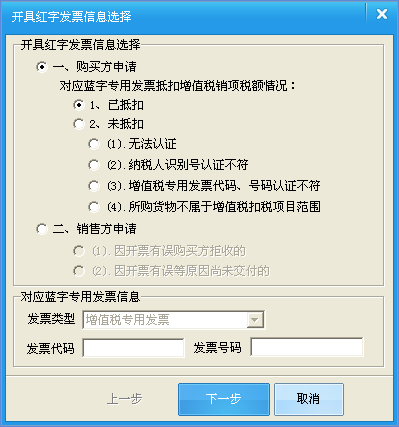 开具红字发票信息选择
开具红字发票信息选择
一、购买方申请
对应蓝字专用发票抵扣增值税销项税额情况：
1、已抵扣
2、未抵扣
(1).无法认证
(2).纳税人识别号认证不符
(3).增值税专用发票代码、号码认证不符
(4).所购货物不属于增值税扣税项目范围
二、销售方申请
(1).因开票有误购买方拒收的
(2).因开票有误等原因尚未交付的
对应蓝字专用发票信息
发票类型 增值税专用发票
发票代码 发票号码
上一步 下一步 取消